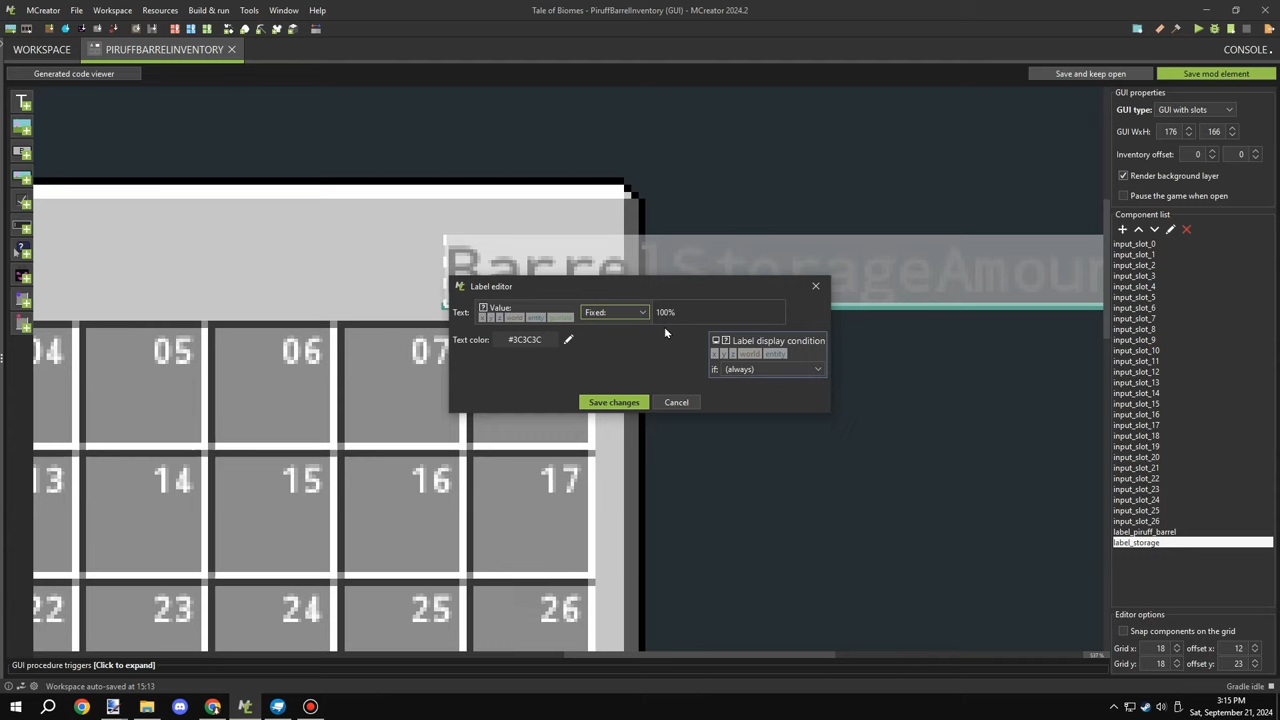 MCreator File Workspace Resources Build & run Tools Window Help
Tale of Biomes - PiruffBarrelInventory (GUI) - MCreator 2024.2
WORKSPACE
PIRUFFBARRELINVENTORY
CONSOLE
Generated code viewer
Save and keep open
Save mod element
GUI properties
GUI type: GUI with slots
GUI WxH: 176 166
Inventory offset: 0 0
Render background layer
Pause the game when open
Component list
input_slot_0
input_slot_1
input_slot_2
input_slot_3
input_slot_4
input_slot_5
input_slot_6
input_slot_7
input_slot_8
input_slot_9
input_slot_10
input_slot_11
input_slot_12
input_slot_13
input_slot_14
input_slot_15
input_slot_16
input_slot_17
input_slot_18
input_slot_19
input_slot_20
input_slot_21
input_slot_22
input_slot_23
input_slot_24
input_slot_25
input_slot_26
label_piruff_barrel
label_storage
Editor options
Snap components on the grid
Grid x: 18 offset x: 12
Grid y: 18 offset y: 23
BarrelStorageAmour
Label editor
Text: Value: Fixed: 100%
x y z world entity
Text color: #3C3C3C
Label display condition
x y z world entity
if: (always)
Save changes
Cancel
04 05 06 07
13 14 15 16 17
22 23 24 25 26
527 %
GUI procedure triggers [Click to expand]
Workspace auto-saved at 15:13
Gradle idle
3:15 PM
Sat, September 21, 2024